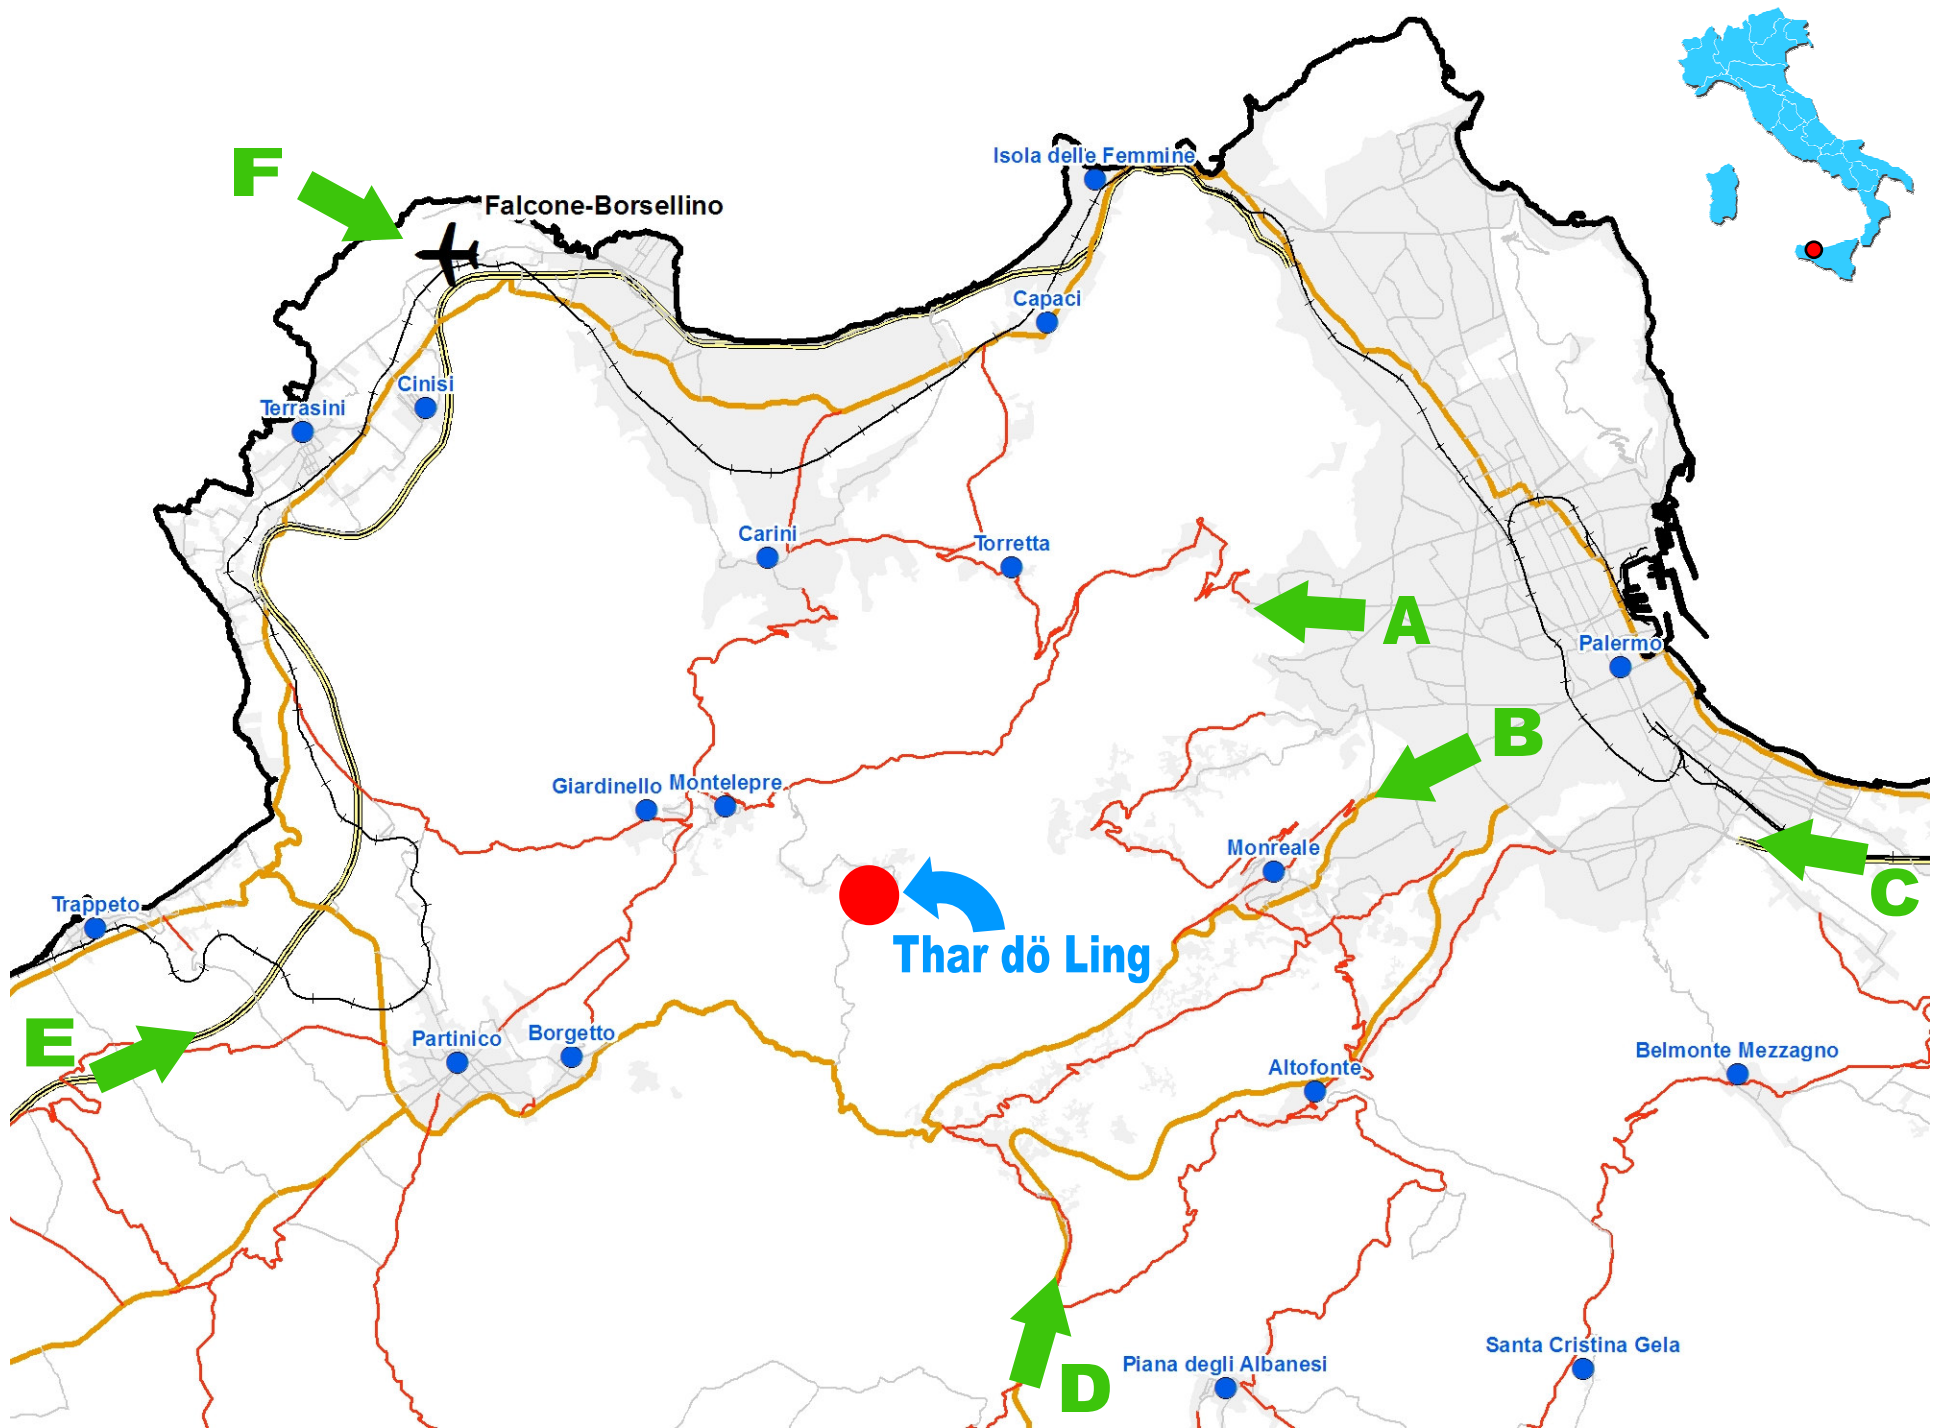 Isola delle Femmine
F
Falcone-Borsellino
Capaci
Cinisi
Terrasini
Carini
Torretta
A
Palermo
B
Giardinello
Montelepre
Monreale
C
Trappeto
Thar dö Ling
E
Partinico
Borgetto
Altofonte
Belmonte Mezzagno
Santa Cristina Gela
Piana degli Albanesi
D